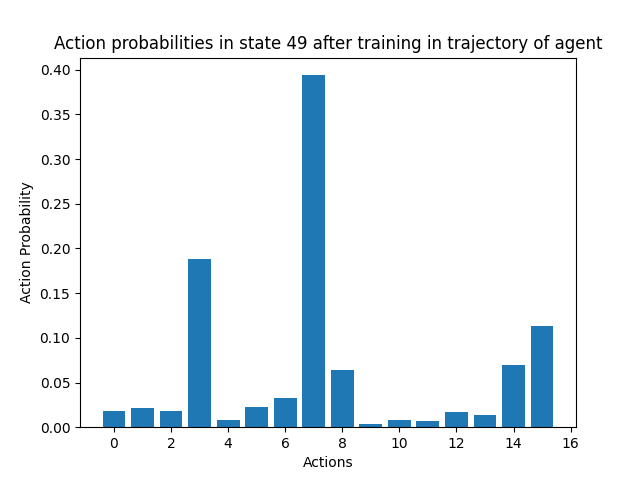 Action probabilities in state 49 after training in trajectory of agent
0.40
0.35
0.30
0.25
0.20
0.15
0.10
0.05
0.00
Action Probability
0 2 4 6 8 10 12 14 16
Actions